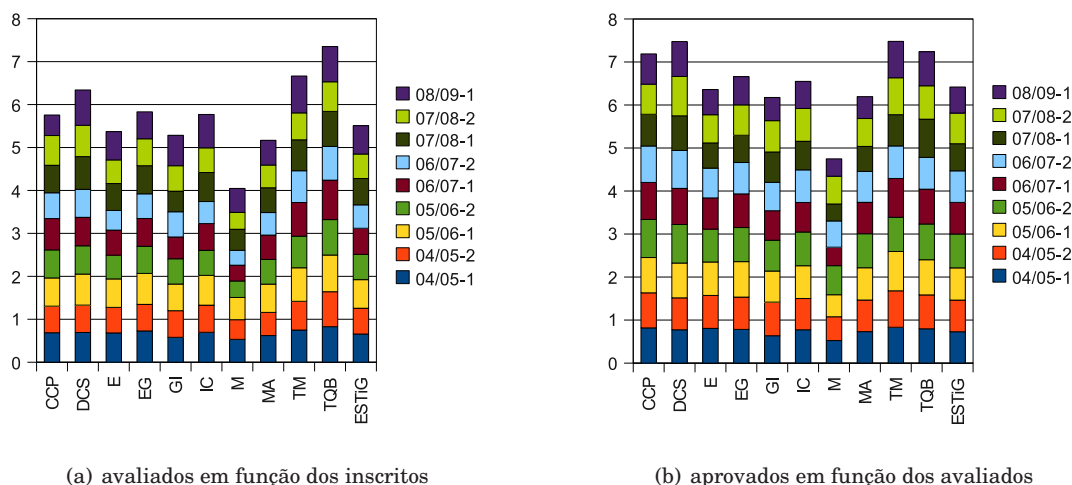 8
7
6
5
4
3
2
1
0
CCP
DCS
E
EG
GI
IC
M
MA
TM
TQB
ESTiG
08/09-1
07/08-2
07/08-1
06/07-2
06/07-1
05/06-2
05/06-1
04/05-2
04/05-1
(a) avaliados em função dos inscritos
8
7
6
5
4
3
2
1
0
CCP
DCS
E
EG
GI
IC
M
MA
TM
TQB
ESTiG
08/09-1
07/08-2
07/08-1
06/07-2
06/07-1
05/06-2
05/06-1
04/05-2
04/05-1
(b) aprovados em função dos avaliados